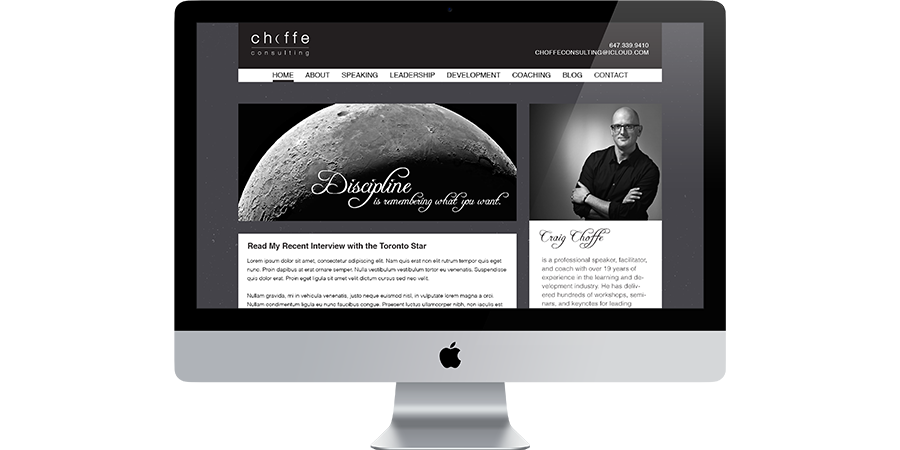 choffe
consulting
647.339.9410
CHOFFECONSULTING@ICLOUD.COM
HOME ABOUT SPEAKING LEADERSHIP DEVELOPMENT COACHING BLOG CONTACT
Discipline
is remembering what you want.
Read My Recent Interview with the Toronto Star
Lorem ipsum dolor sit amet, consectetur adipiscing elit. Nam quis erat non elit rutrum tempor quis eget
nunc. Proin dapibus at erat ornare semper. Nulla vestibulum vestibulum tortor eu venenatis. Suspendisse
quis dolor erat. Proin eget ligula sit amet velit dictum cursus sed nec velit.
Nullam gravida, mi in vehicula venenatis, justo neque euismod nisl, in vulputate lorem magna a orci.
Nullam condimentum ligula eu nunc faucibus congue. Praesent luctus ullamcorper nibh, non iaculis est
Craig Choffe
is a professional speaker, facilitator,
and coach with over 19 years of
experience in the learning and de-
velopment industry. He has deliv-
ered hundreds of workshops, semi-
nars, and keynotes for leading